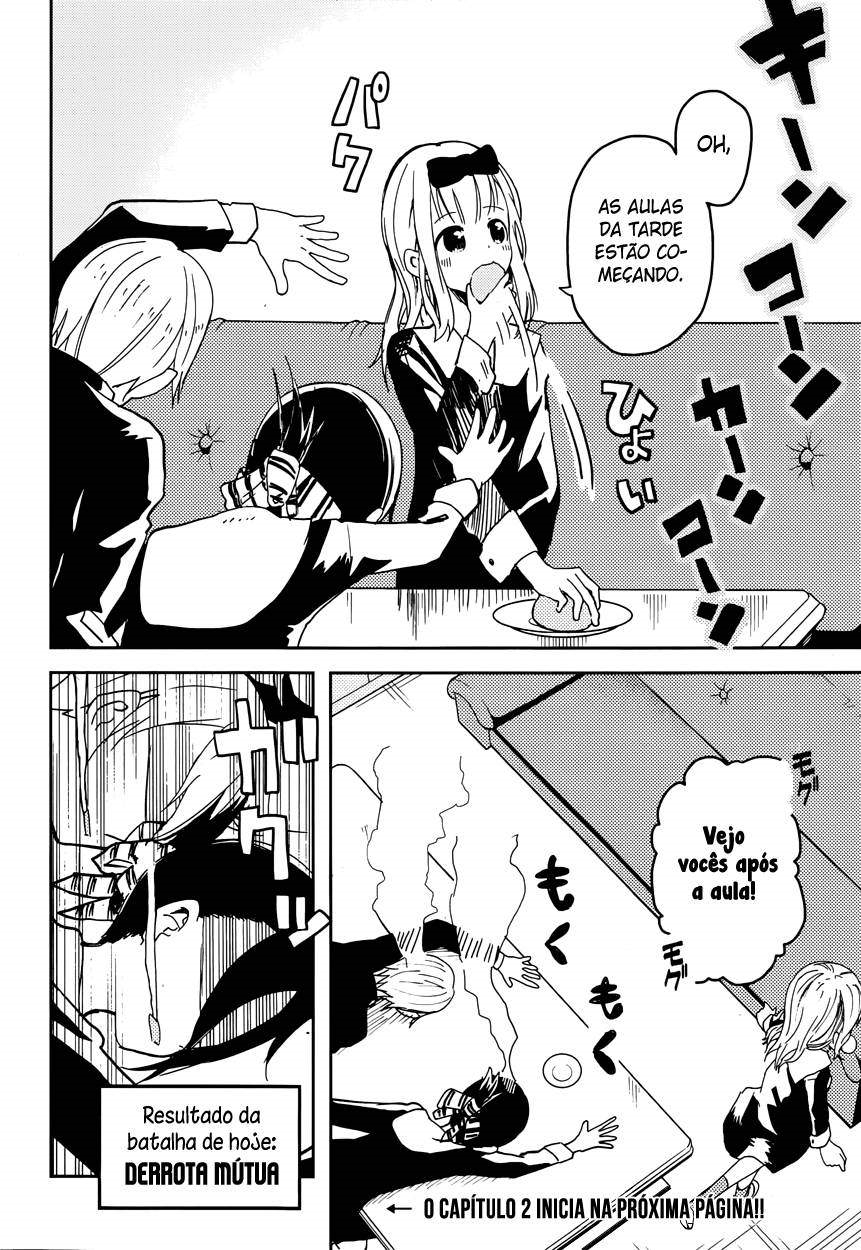 キーンコーン
カーンコーン
OH,
AS AULAS
DA TARDE
ESTÃO CO-
MEÇANDO.
パク
ひょい
モグ
Vejo
vocês após
a aula!
モグ
もく
もく
← O CAPÍTULO 2 INICIA NA PRÓXIMA PÁGINA!!
ガクッ
Resultado da
batalha de hoje:
DERROTA MÚTUA